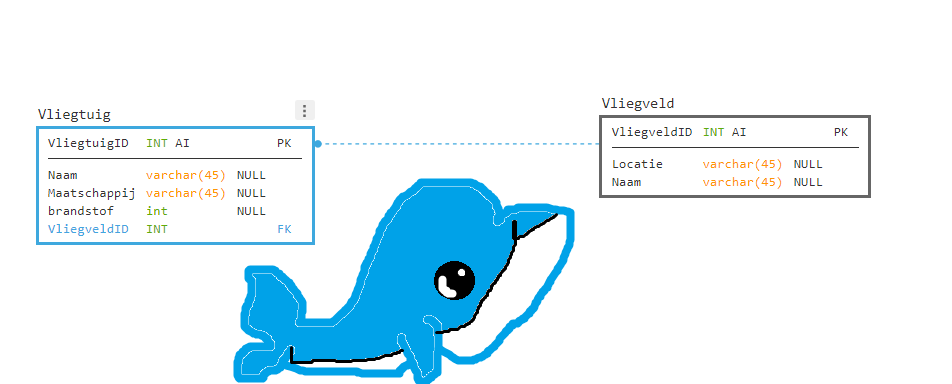 Vliegtuig
VliegtuigID INT AI PK
Naam varchar(45) NULL
Maatschappij varchar(45) NULL
brandstof int NULL
VliegveldID INT FK
Vliegveld
VliegveldID INT AI PK
Locatie varchar(45) NULL
Naam varchar(45) NULL